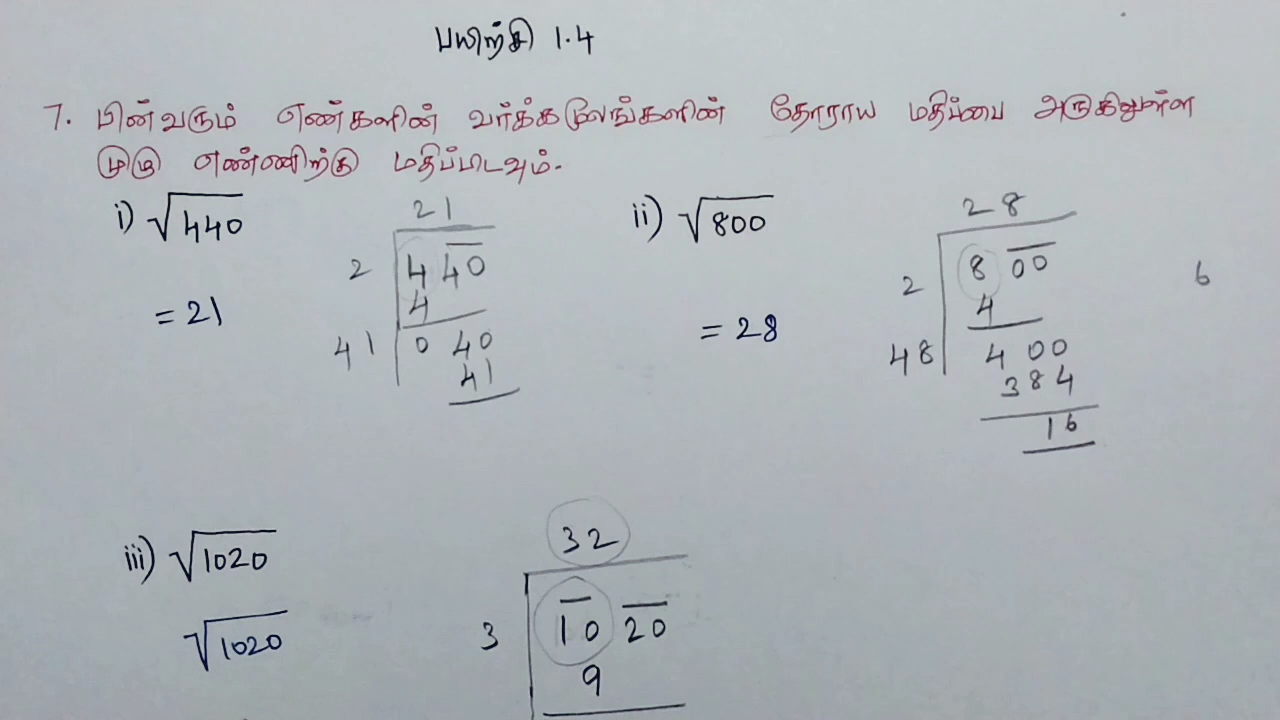 பயிற்சி 1.4
7. பின்வரும் எண்களின் வர்க்கமூலங்களின் தோராய மதிப்பை அருகிலுள்ள
முழு எண்ணிற்கு மதிப்பிடவும்.
i) √440
= 21
21
2 4 40
4
41 0 40
41
ii) √800
= 28
28
2 8 00
4
48 4 00
384
16
6
iii) √1020
√1020
32
3 10 20
9